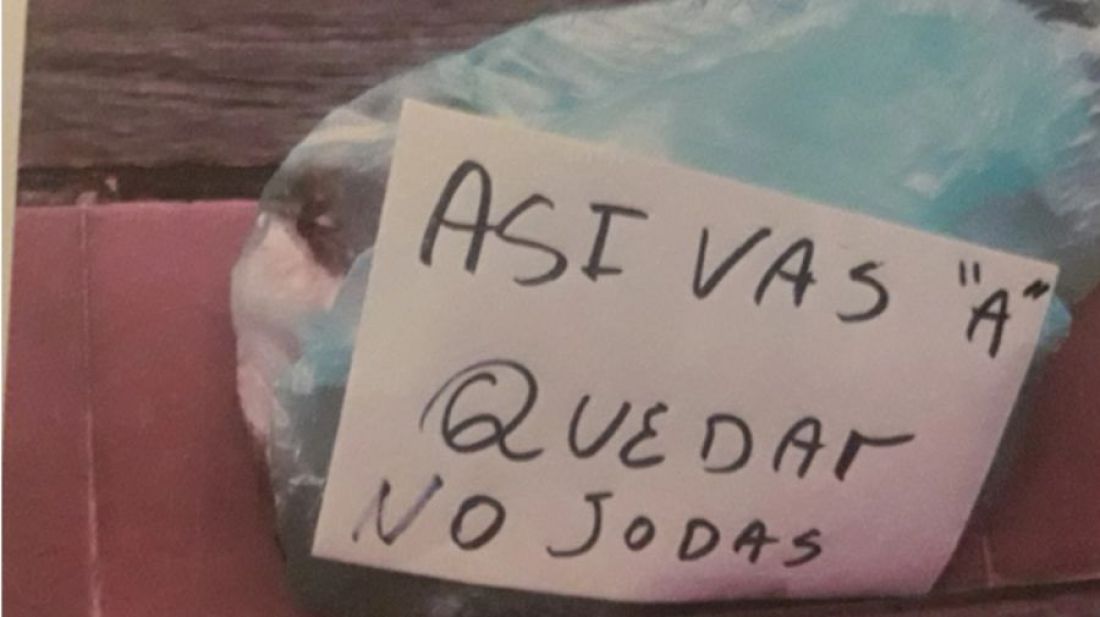 ASI VAS "A"
QUEDAr
NO JODAS